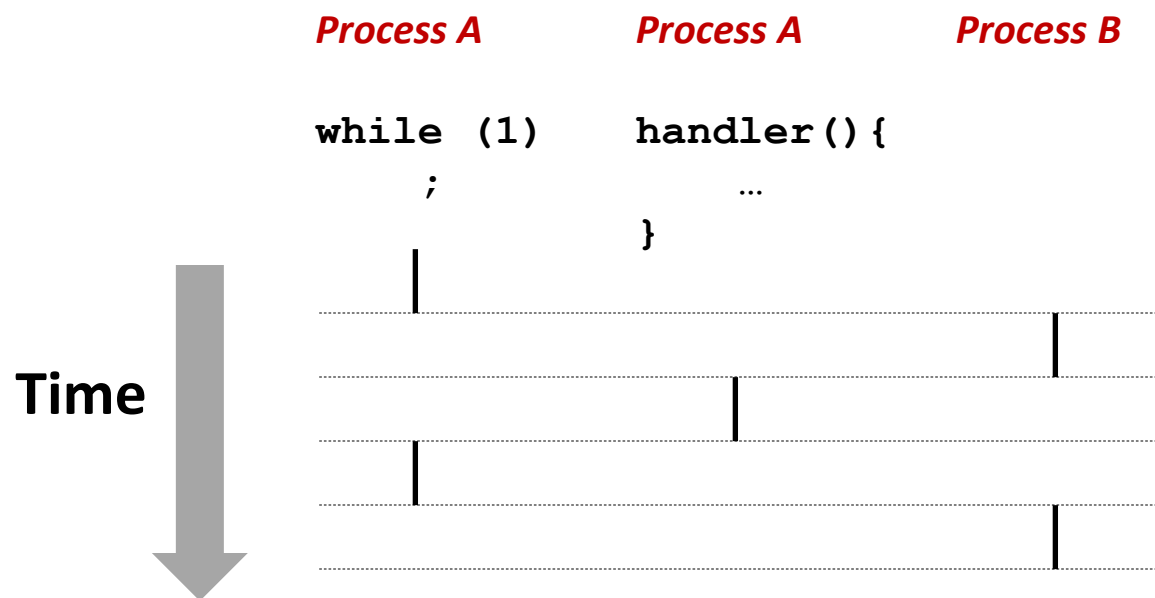 Process A Process A Process B
while (1) handler(){
; …
}
Time